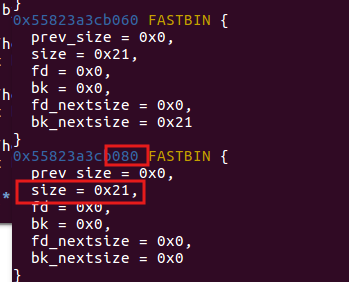 }
0x55823a3cb060 FASTBIN {
prev_size = 0x0,
size = 0x21,
fd = 0x0,
bk = 0x0,
fd_nextsize = 0x0,
bk_nextsize = 0x21
}
0x55823a3cb080 FASTBIN {
prev_size = 0x0,
size = 0x21,
fd = 0x0,
bk = 0x0,
fd_nextsize = 0x0,
bk_nextsize = 0x0
}